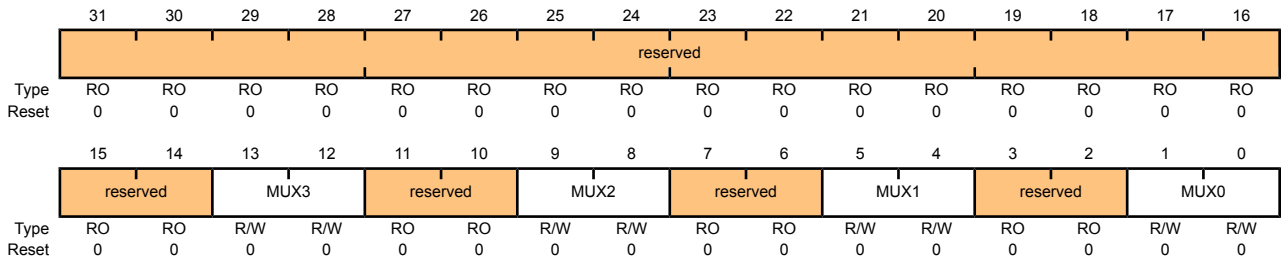 31 30 29 28 27 26 25 24 23 22 21 20 19 18 17 16
reserved
Type RO RO RO RO RO RO RO RO RO RO RO RO RO RO RO RO
Reset 0 0 0 0 0 0 0 0 0 0 0 0 0 0 0 0
15 14 13 12 11 10 9 8 7 6 5 4 3 2 1 0
reserved MUX3 reserved MUX2 reserved MUX1 reserved MUX0
Type RO RO R/W R/W RO RO R/W R/W RO RO R/W R/W RO RO R/W R/W
Reset 0 0 0 0 0 0 0 0 0 0 0 0 0 0 0 0